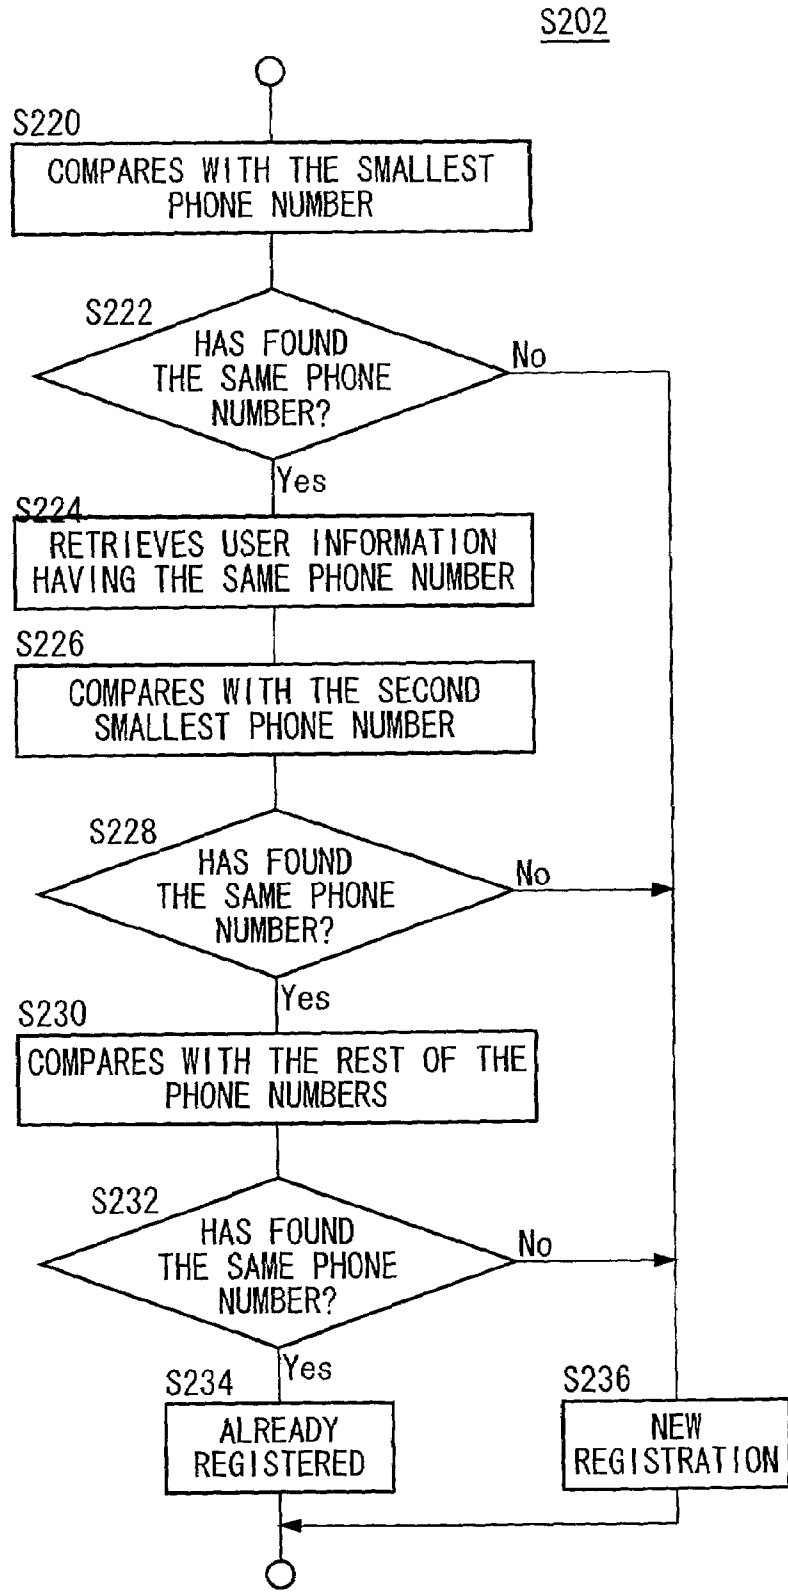 S202
S220
COMPARES WITH THE SMALLEST
PHONE NUMBER
S222
HAS FOUND
THE SAME PHONE
NUMBER?
No
Yes
S224
RETRIEVES USER INFORMATION
HAVING THE SAME PHONE NUMBER
S226
COMPARES WITH THE SECOND
SMALLEST PHONE NUMBER
S228
HAS FOUND
THE SAME PHONE
NUMBER?
No
Yes
S230
COMPARES WITH THE REST OF THE
PHONE NUMBERS
S232
HAS FOUND
THE SAME PHONE
NUMBER?
No
Yes
S234
ALREADY
REGISTERED
S236
NEW
REGISTRATION